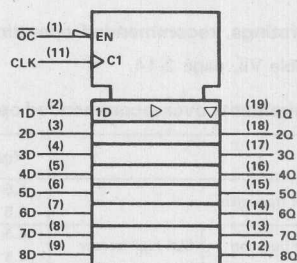 OC (1) EN
CLK (11) C1
1D (2) 1D (19) 1Q
2D (3) (18) 2Q
3D (4) (17) 3Q
4D (5) (16) 4Q
5D (6) (15) 5Q
6D (7) (14) 6Q
7D (8) (13) 7Q
8D (9) (12) 8Q